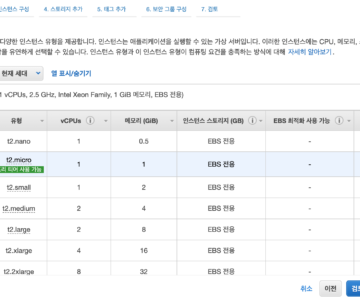 인스턴스 구성 4. 스토리지 추가 5. 태그 추가 6. 보안 그룹 구성 7. 검토
다양한 인스턴스 유형을 제공합니다. 인스턴스는 애플리케이션을 실행할 수 있는 가상 서버입니다. 이러한 인스턴스에는 CPU, 메모리,
유연하게 선택할 수 있습니다. 인스턴스 유형과 이 인스턴스 유형이 컴퓨팅 요건을 충족하는 방식에 대해 자세히 알아보기.
현재 세대 열 표시/숨기기
1 vCPUs, 2.5 GHz, Intel Xeon Family, 1 GiB 메모리, EBS 전용)
유형 vCPUs 메모리 (GiB) 인스턴스 스토리지 (GB) EBS 최적화 사용 가능
t2.nano 1 0.5 EBS 전용 -
t2.micro 1 1 EBS 전용 -
티어 사용 가능
t2.small 1 2 EBS 전용 -
t2.medium 2 4 EBS 전용 -
t2.large 2 8 EBS 전용 -
t2.xlarge 4 16 EBS 전용 -
t2.2xlarge 8 32 EBS 전용 -
취소 이전